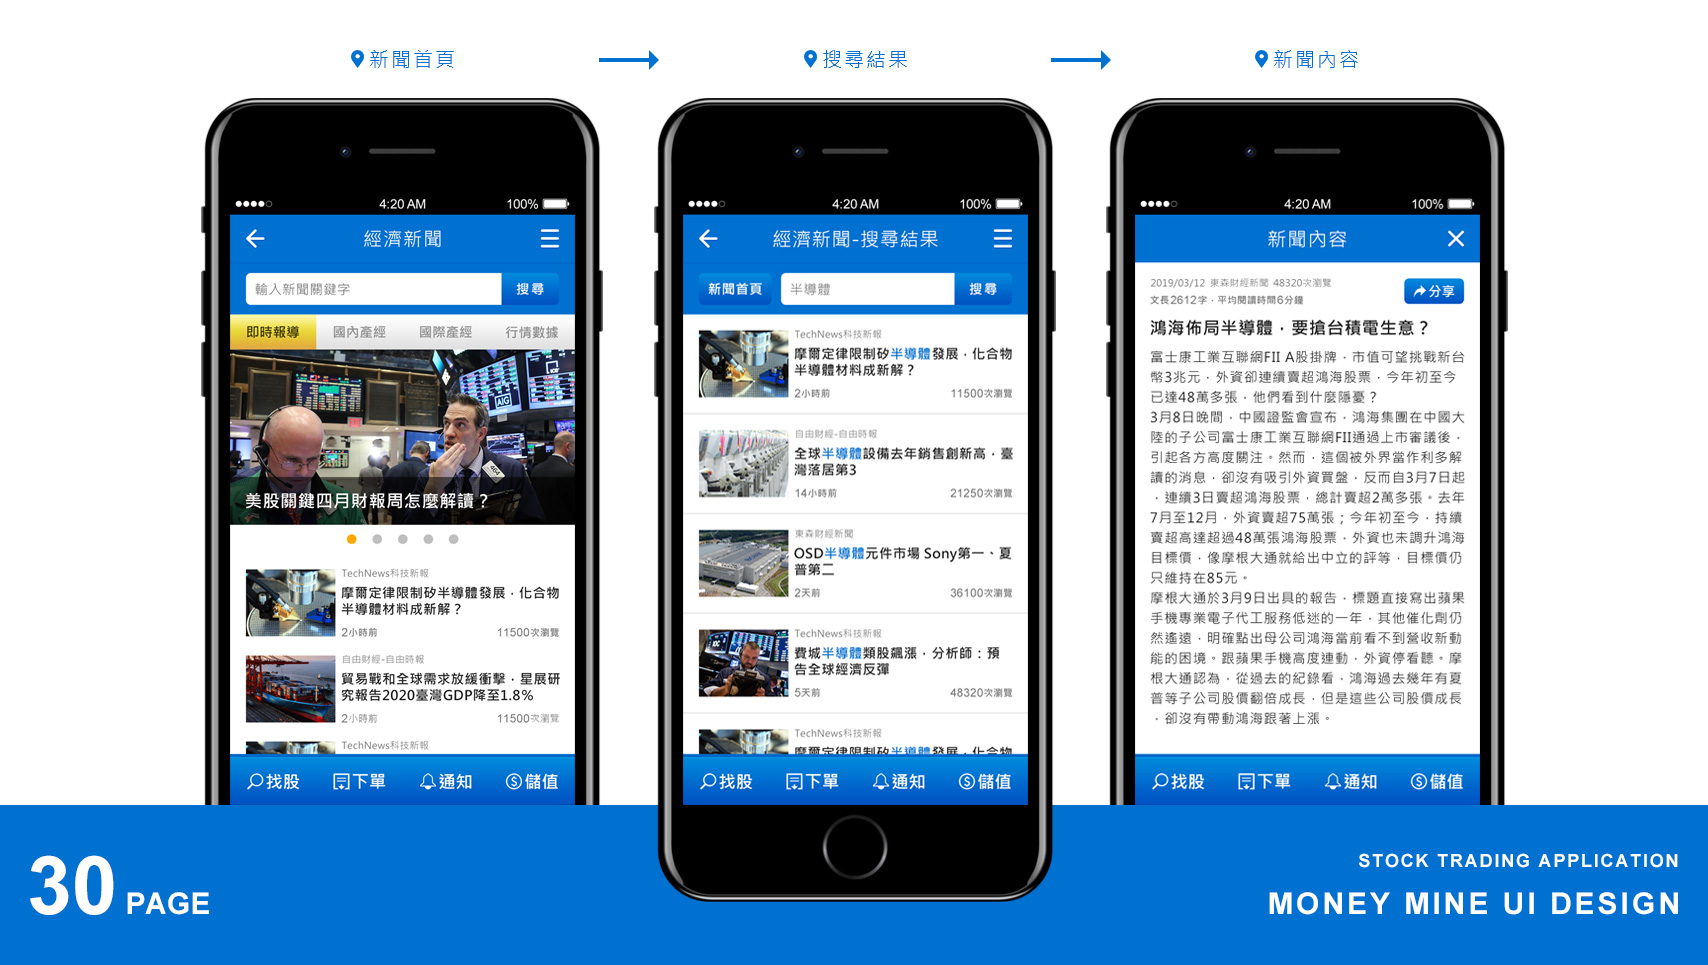 新聞首頁
搜尋結果
新聞內容
4:20 AM 100%
經濟新聞
輸入新聞關鍵字 搜尋
即時報導 國內產經 國際產經 行情數據
AIG
美股關鍵四月財報周怎麼解讀？
TechNews科技新報
摩爾定律限制矽半導體發展，化合物
半導體材料成新解？
2小時前 11500次瀏覽
自由財經-自由時報
貿易戰和全球需求放緩衝擊，星展研
究報告2020臺灣GDP降至1.8%
2小時前 11500次瀏覽
TechNews科技新報
找股 下單 通知 儲值
4:20 AM 100%
經濟新聞-搜尋結果
新聞首頁 半導體 搜尋
TechNews科技新報
摩爾定律限制矽半導體發展，化合物
半導體材料成新解？
2小時前 11500次瀏覽
自由財經-自由時報
全球半導體設備去年銷售創新高，臺
灣落居第3
14小時前 21250次瀏覽
東森財經新聞
OSD半導體元件市場 Sony第一、夏
普第二
2天前 36100次瀏覽
TechNews科技新報
費城半導體類股飆漲，分析師：預
告全球經濟反彈
5天前 48320次瀏覽
TechNews科技新報
摩爾定律限制矽半導體發展，化合物
找股 下單 通知 儲值
4:20 AM 100%
新聞內容
2019/03/12 東森財經新聞 48320次瀏覽
文長2612字，平均閱讀時間6分鐘
分享
鴻海佈局半導體，要搶台積電生意？
富士康工業互聯網FII A股掛牌，市值可望挑戰新台
幣3兆元，外資卻連續賣超鴻海股票，今年初至今
已達48萬多張，他們看到什麼隱憂？
3月8日晚間，中國證監會宣布，鴻海集團在中國大
陸的子公司富士康工業互聯網FII通過上市審議後，
引起各方高度關注。然而，這個被外界當作利多解
讀的消息，卻沒有吸引外資買盤，反而自3月7日起
，連續3日賣超鴻海股票，總計賣超2萬多張。去年
7月至12月，外資賣超75萬張；今年初至今，持續
賣超高達超過48萬張鴻海股票，外資也未調升鴻海
目標價，像摩根大通就給出中立的評等，目標價仍
只維持在85元。
摩根大通於3月9日出具的報告，標題直接寫出蘋果
手機專業電子代工服務低迷的一年，其他催化劑仍
然遙遠，明確點出母公司鴻海當前看不到營收新動
能的困境。跟蘋果手機高度連動，外資停看聽。摩
根大通認為，從過去的紀錄看，鴻海過去幾年有夏
普等子公司股價翻倍成長，但是這些公司股價成長
，卻沒有帶動鴻海跟著上漲。
找股 下單 通知 儲值
30 PAGE
STOCK TRADING APPLICATION
MONEY MINE UI DESIGN